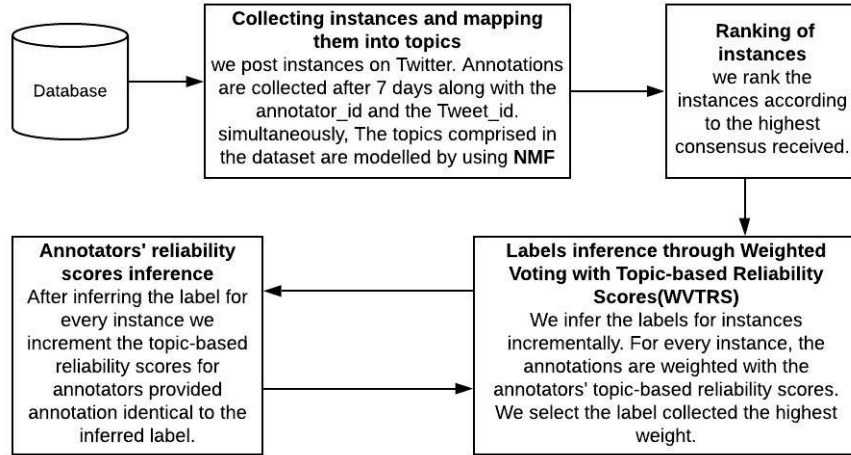 Database
Collecting instances and mapping
them into topics
we post instances on Twitter. Annotations
are collected after 7 days along with the
annotator_id and the Tweet_id.
simultaneously, The topics comprised in
the dataset are modelled by using NMF
Ranking of
instances
we rank the
instances according
to the highest
consensus received.
Annotators' reliability
scores inference
After inferring the label for
every instance we
increment the topic-based
reliability scores for
annotators provided
annotation identical to the
inferred label.
Labels inference through Weighted
Voting with Topic-based Reliability
Scores(WVTRS)
We infer the labels for instances
incrementally. For every instance, the
annotations are weighted with the
annotators' topic-based reliability scores.
We select the label collected the highest
weight.